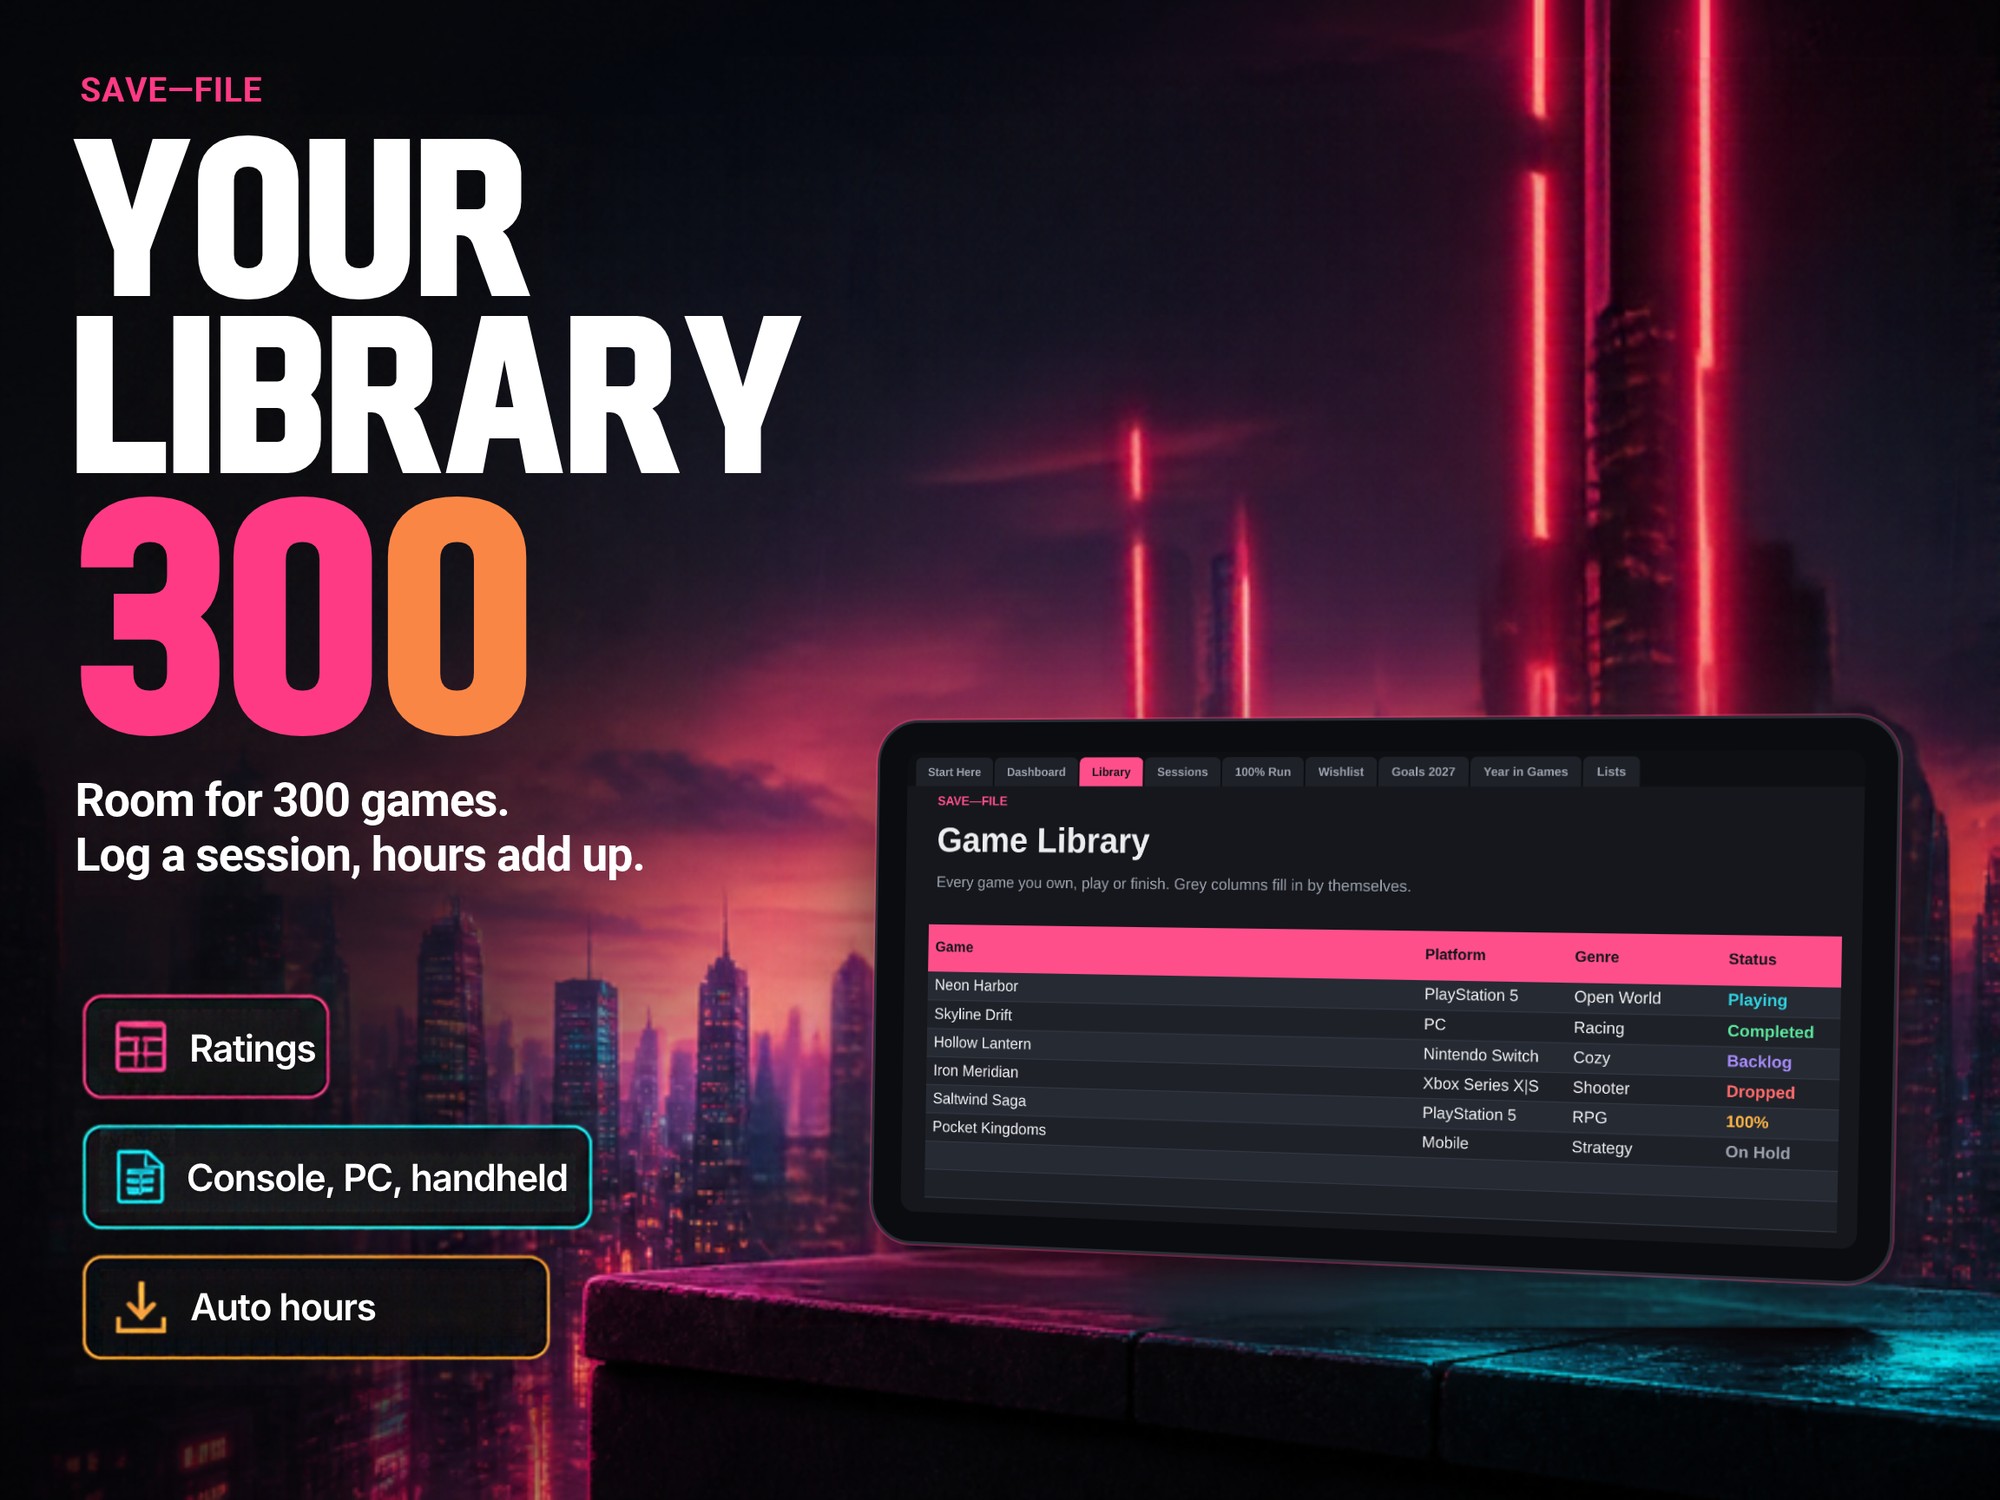 SAVE—FILE
YOUR
LIBRARY
300
Room for 300 games.
Log a session, hours add up.
Ratings
Console, PC, handheld
Auto hours
Start Here Dashboard Library Sessions 100% Run Wishlist Goals 2027 Year in Games Lists
SAVE—FILE
Game Library
Every game you own, play or finish. Grey columns fill in by themselves.
Game Platform Genre Status
Neon Harbor PlayStation 5 Open World Playing
Skyline Drift PC Racing Completed
Hollow Lantern Nintendo Switch Cozy Backlog
Iron Meridian Xbox Series X|S Shooter Dropped
Saltwind Saga PlayStation 5 RPG 100%
Pocket Kingdoms Mobile Strategy On Hold